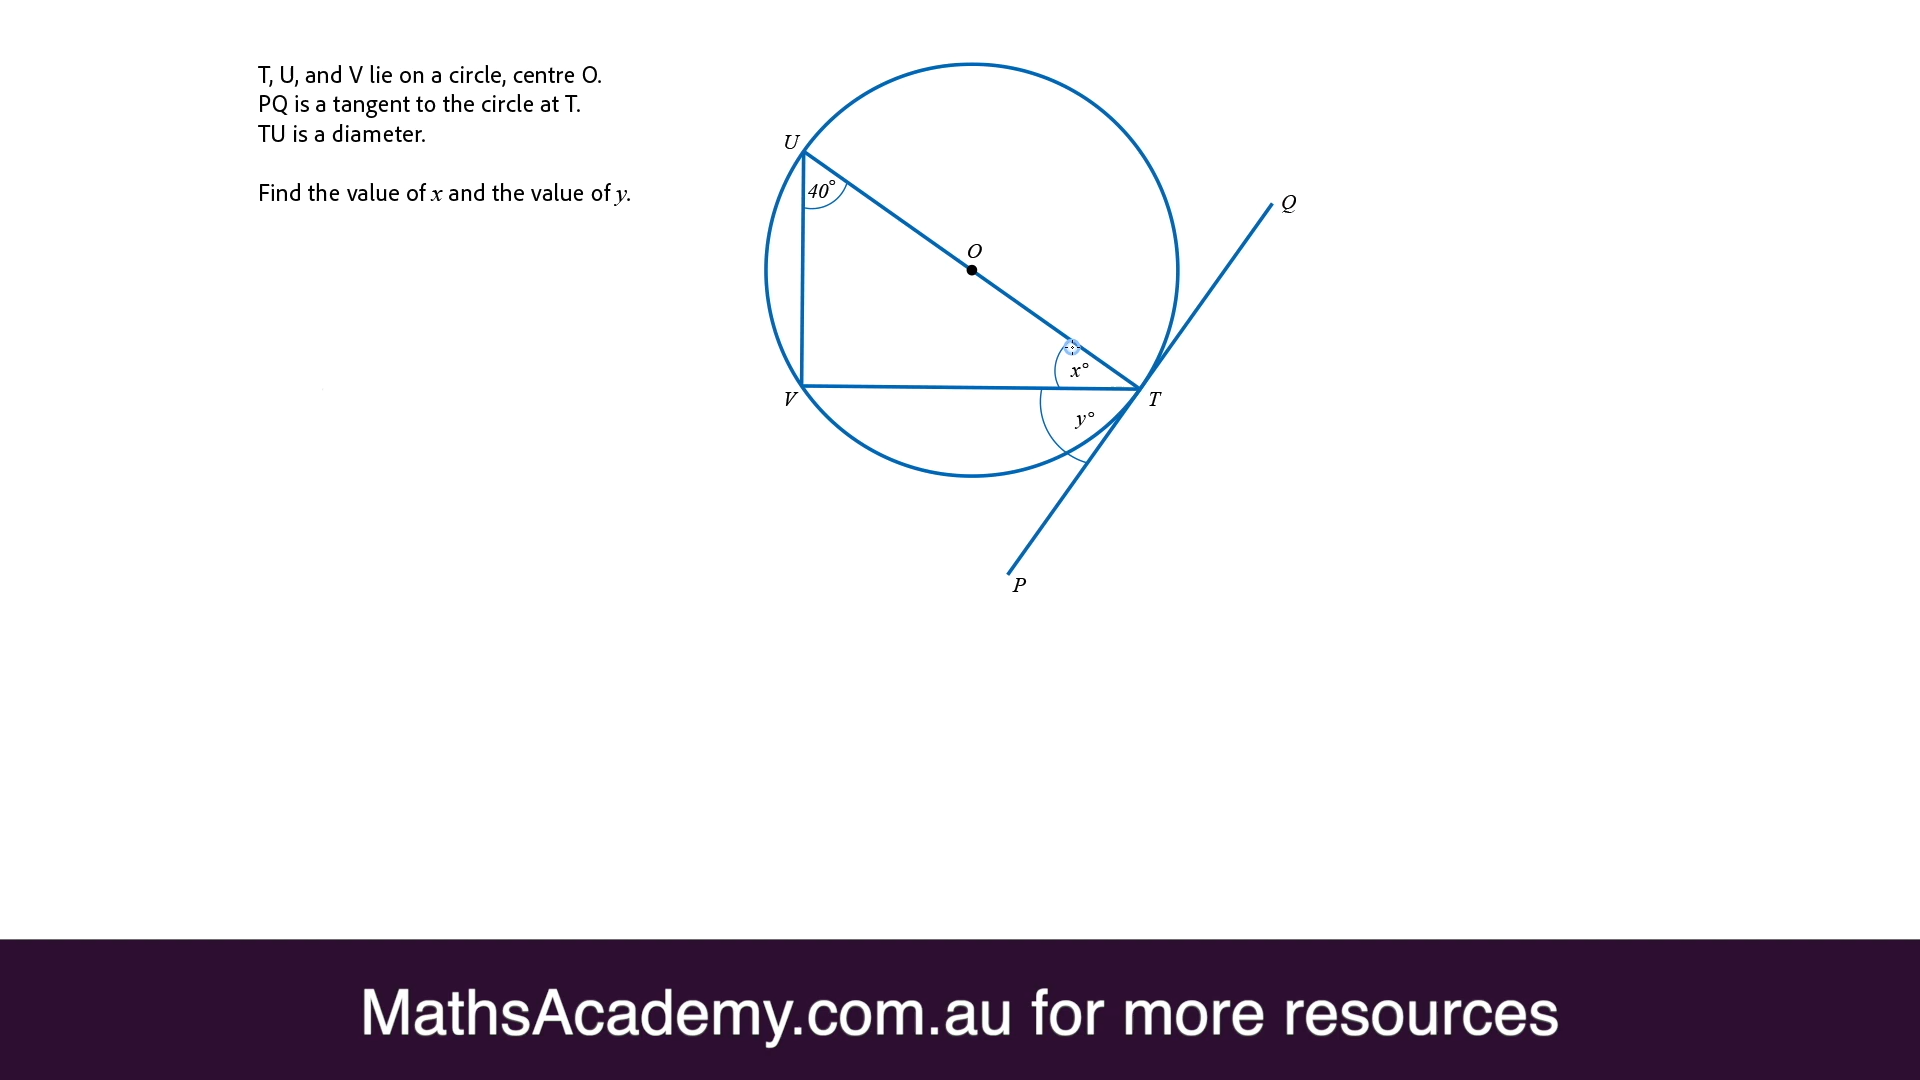 T, U, and V lie on a circle, centre O.
PQ is a tangent to the circle at T.
TU is a diameter.
Find the value of x and the value of y.
U
40°
Q
O
x°
V
T
y°
P
MathsAcademy.com.au for more resources